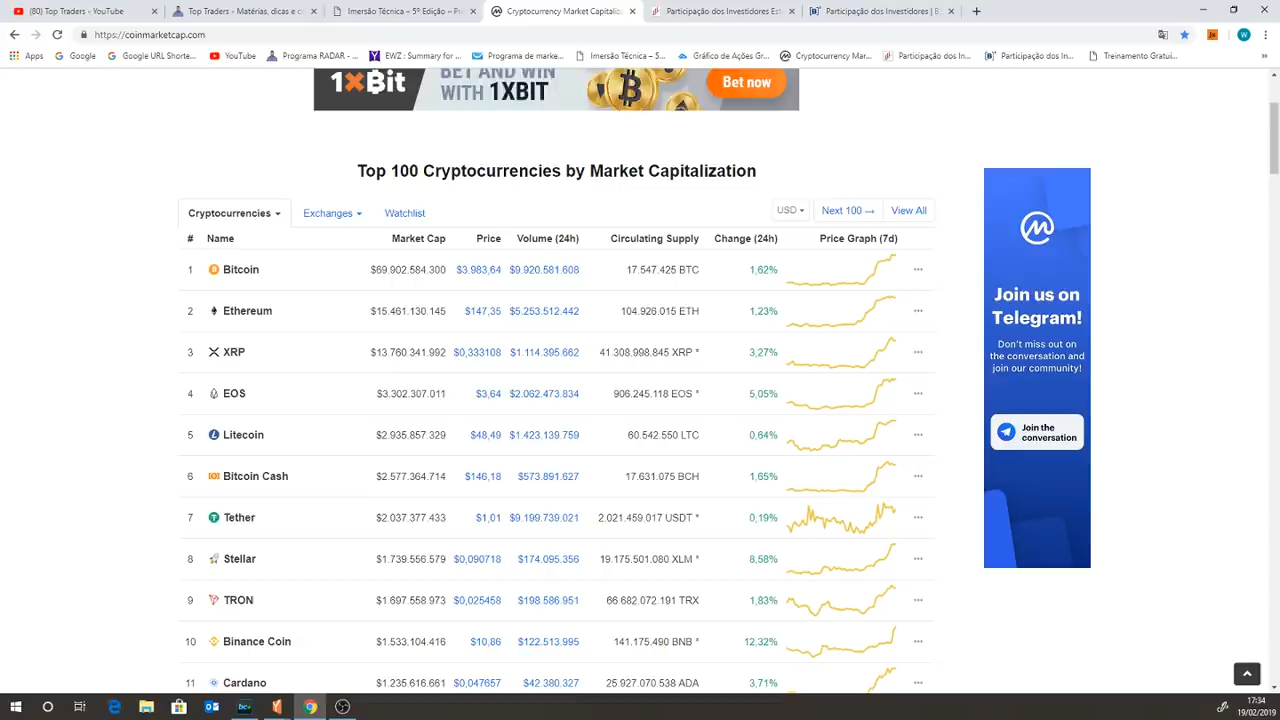 (80) Top Traders - YouTube
Top Traders - Matérias, dicas e co
Imersão Técnica – 5ª Edição – Pr
Cryptocurrency Market Capitaliz
Participação dos Investidores Est
Participação dos Investidores | B
https://coinmarketcap.com
Apps
Google
Google URL Shorte...
YouTube
Programa RADAR -...
EWZ : Summary for...
Programa de marke...
Imersão Técnica – 5...
Gráfico de Ações Gr...
Cryptocurrency Mar...
Participação dos In...
Participação dos In...
Treinamento Gratui...
1XBit
BET AND WIN
WITH 1XBIT
Bet now
Top 100 Cryptocurrencies by Market Capitalization
Cryptocurrencies Exchanges Watchlist USD Next 100 → View All
# Name Market Cap Price Volume (24h) Circulating Supply Change (24h) Price Graph (7d)
1 Bitcoin $69.902.584.300 $3.983,64 $9.920.581.608 17.547.425 BTC 1,62%
2 Ethereum $15.461.130.145 $147,35 $5.253.512.442 104.926.015 ETH 1,23%
3 XRP $13.760.341.992 $0,333108 $1.114.395.662 41.308.998.845 XRP * 3,27%
4 EOS $3.302.307.011 $3,64 $2.062.473.834 906.245.118 EOS * 5,05%
5 Litecoin $2.935.857.329 $48,49 $1.423.139.759 60.542.550 LTC 0,64%
6 Bitcoin Cash $2.577.364.714 $146,18 $573.891.627 17.631.075 BCH 1,65%
7 Tether $2.037.377.433 $1,01 $9.199.739.021 2.021.459.017 USDT * 0,19%
8 Stellar $1.739.556.579 $0,090718 $174.095.356 19.175.501.080 XLM * 8,58%
9 TRON $1.697.558.973 $0,025458 $198.586.951 66.682.072.191 TRX 1,83%
10 Binance Coin $1.533.104.416 $10,86 $122.513.995 141.175.490 BNB * 12,32%
11 Cardano $1.235.616.661 $0,047657 $42.380.327 25.927.070.538 ADA 3,71%
Join us on
Telegram!
Don't miss out on
the conversation and
join our community!
Join the
conversation
17:34
19/02/2019